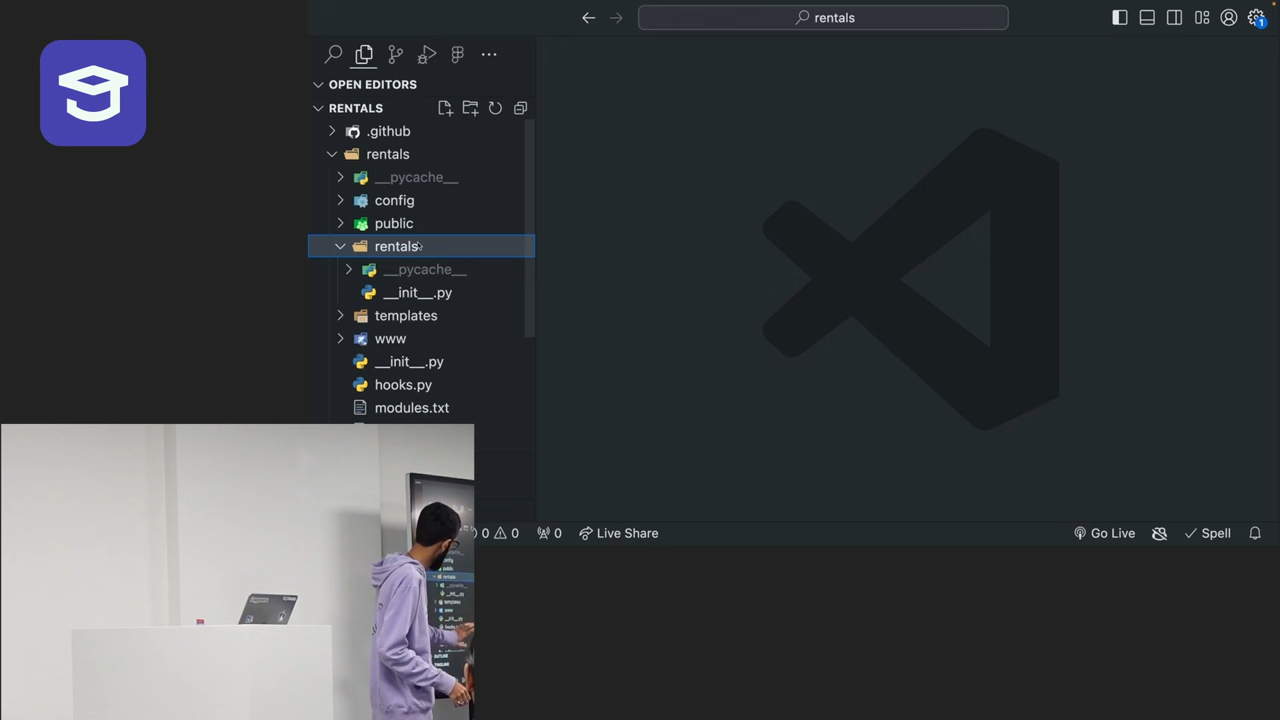 rentals
1
OPEN EDITORS
RENTALS
.github
rentals
__pycache__
config
public
rentals
__pycache__
__init__.py
templates
www
__init__.py
hooks.py
modules.txt
0 0 0 Live Share Go Live Spell